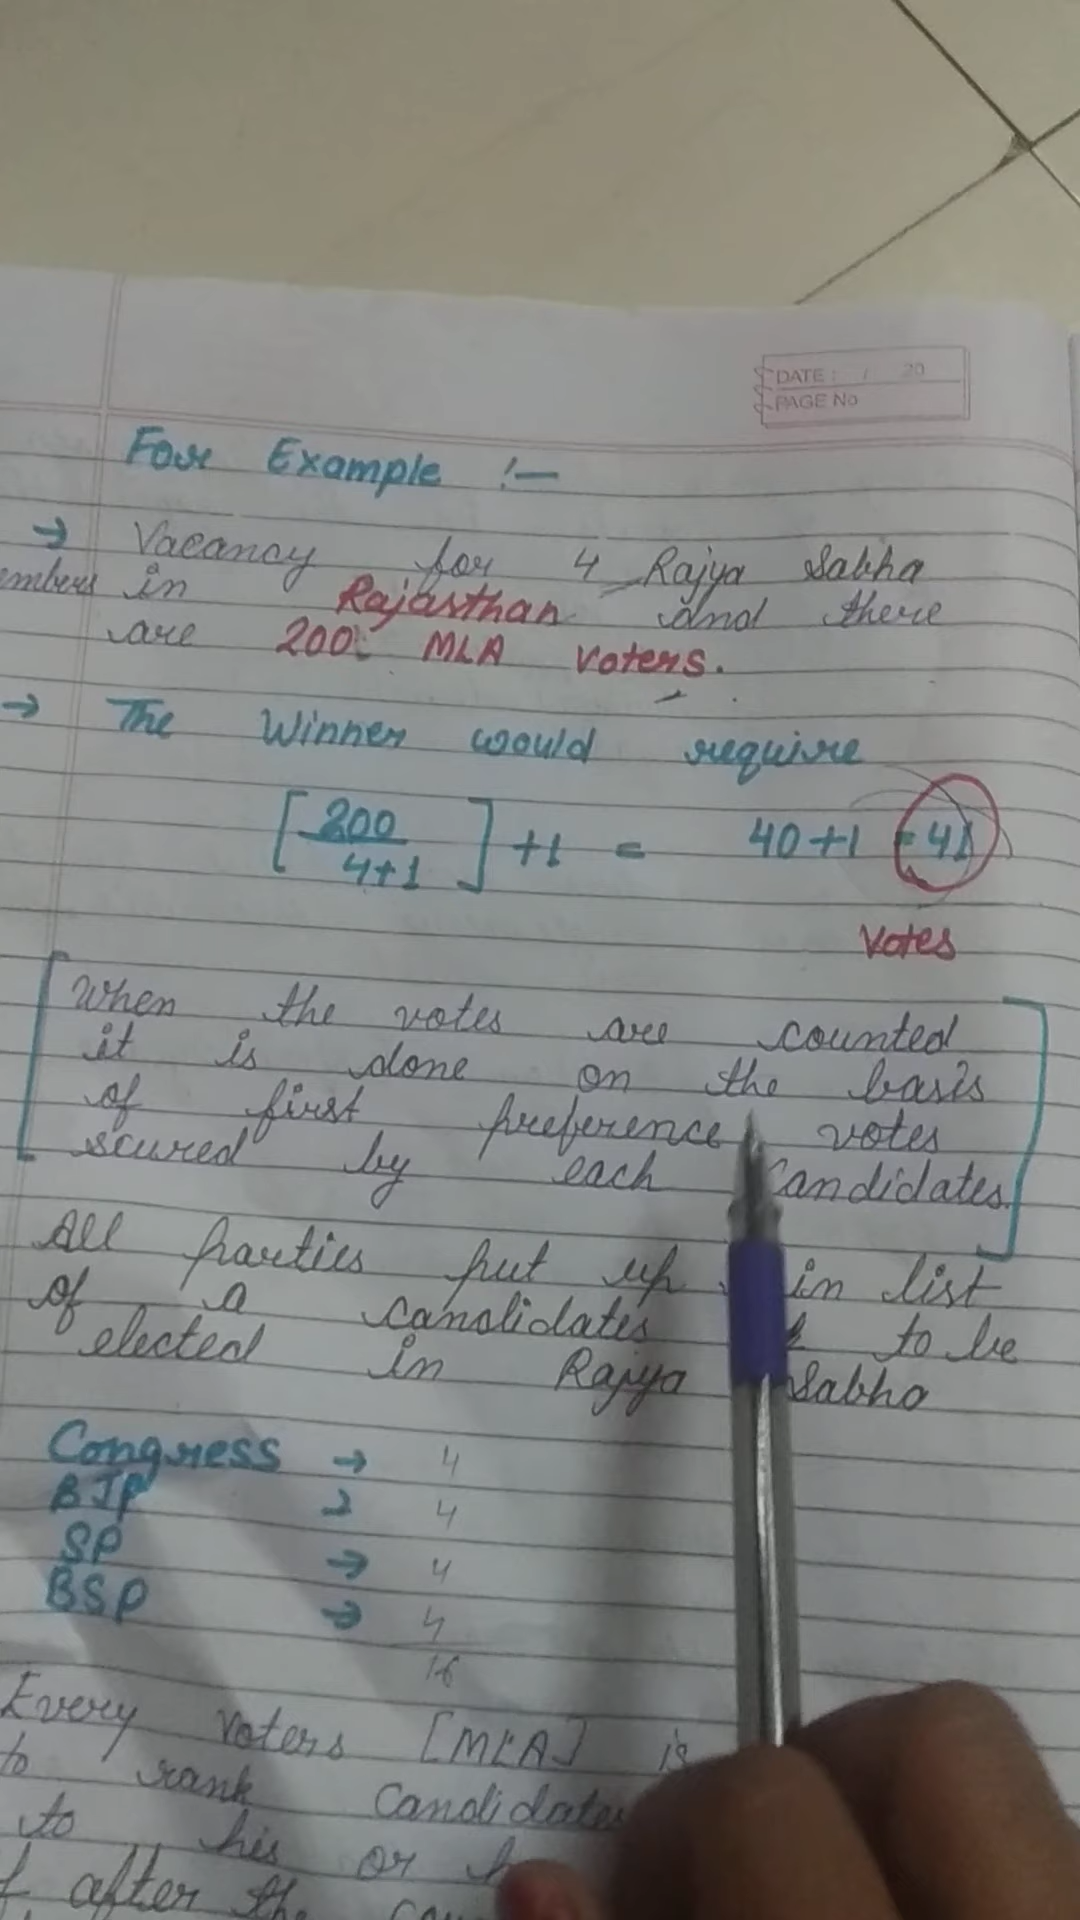 DATE : / 20
PAGE No
Four Example :-
→ Vacancy for 4 Rajya Sabha
embers in Rajasthan and there
are 200 MLA Voters.
→ The Winner would require
[200 / 4+1] +1 = 40+1 = 41
Votes
[When the votes are counted
it is done on the basis
of first preference votes
scured by each Candidates.]
All parties put up in list
of a candidates to be
elected in Rajya Sabha
Congress → 4
BJP → 4
SP → 4
BSP → 4
16
Every Voters [MLA] is
to rank Candidates
to his or
after the